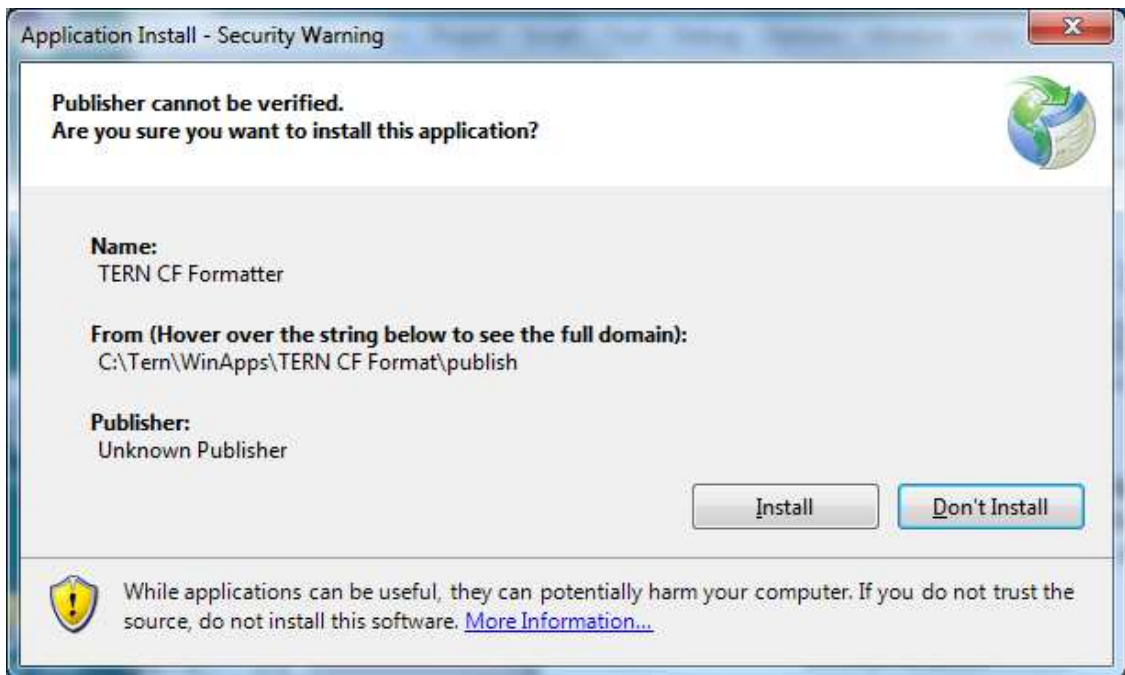 Application Install - Security Warning
Publisher cannot be verified.
Are you sure you want to install this application?
Name:
TERN CF Formatter
From (Hover over the string below to see the full domain):
C:\Tern\WinApps\TERN CF Format\publish
Publisher:
Unknown Publisher
Install
Don't Install
While applications can be useful, they can potentially harm your computer. If you do not trust the
source, do not install this software. More Information...